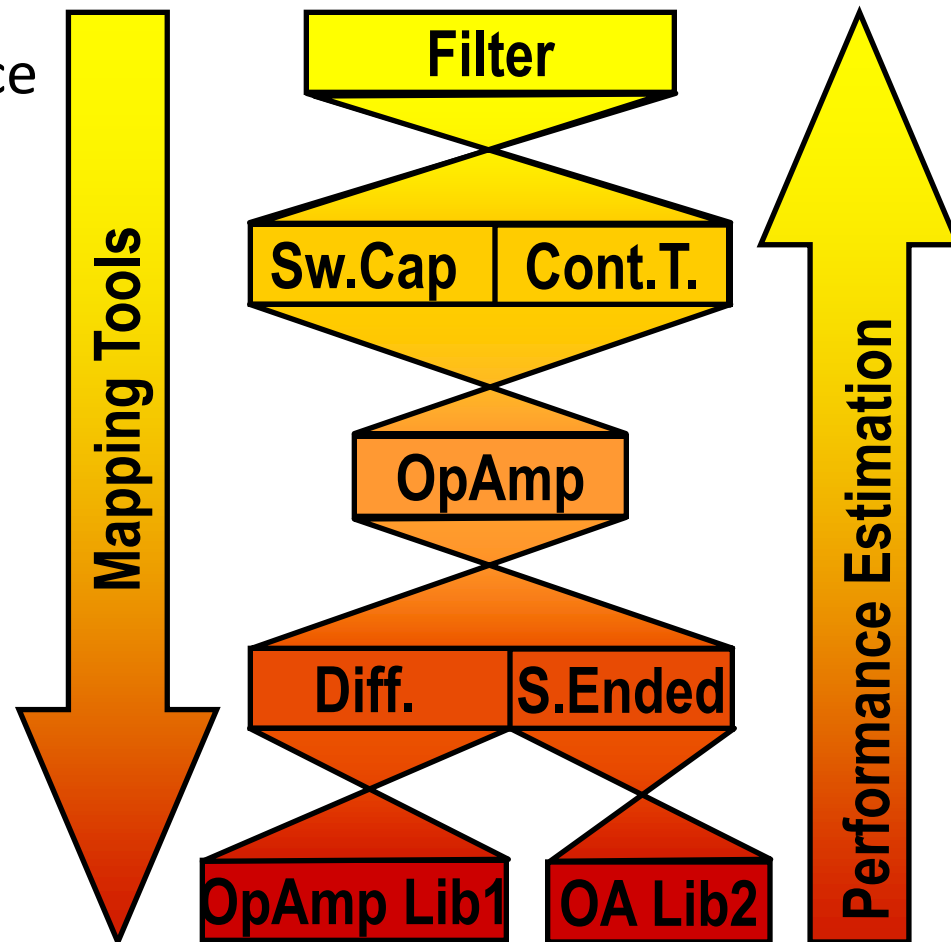 Filter
Sw.Cap
Cont.T.
OpAmp
Diff.
S.Ended
OpAmp Lib1
OA Lib2
Mapping Tools
Performance Estimation